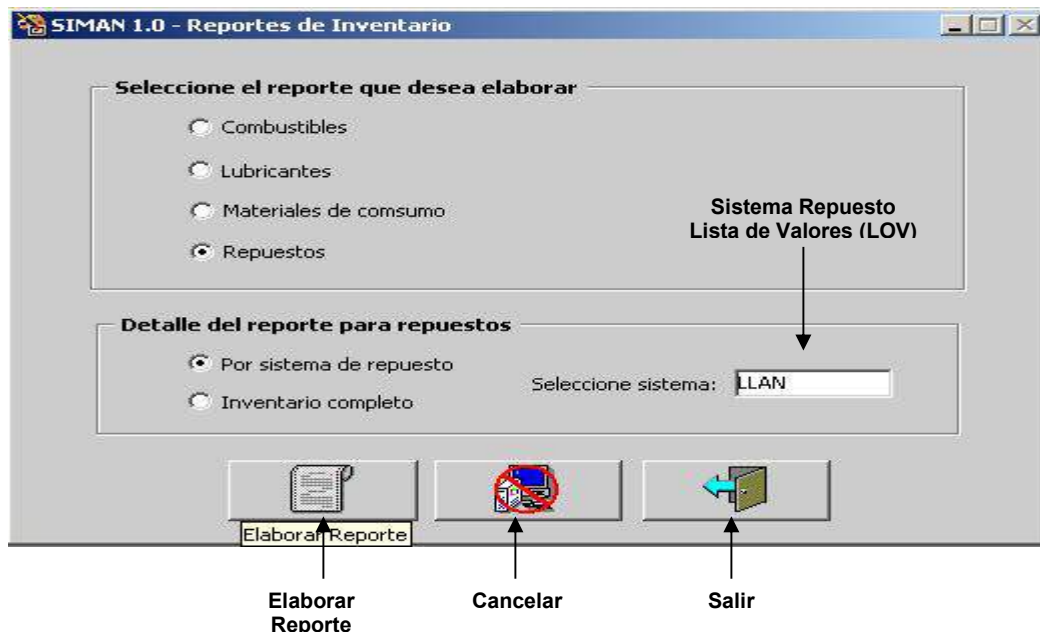 SIMAN 1.0 - Reportes de Inventario
Seleccione el reporte que desea elaborar
Combustibles
Lubricantes
Materiales de comsumo
Repuestos
Sistema Repuesto
Lista de Valores (LOV)
Detalle del reporte para repuestos
Por sistema de repuesto
Inventario completo
Seleccione sistema: LLAN
Elaborar Reporte
Elaborar
Reporte
Cancelar
Salir